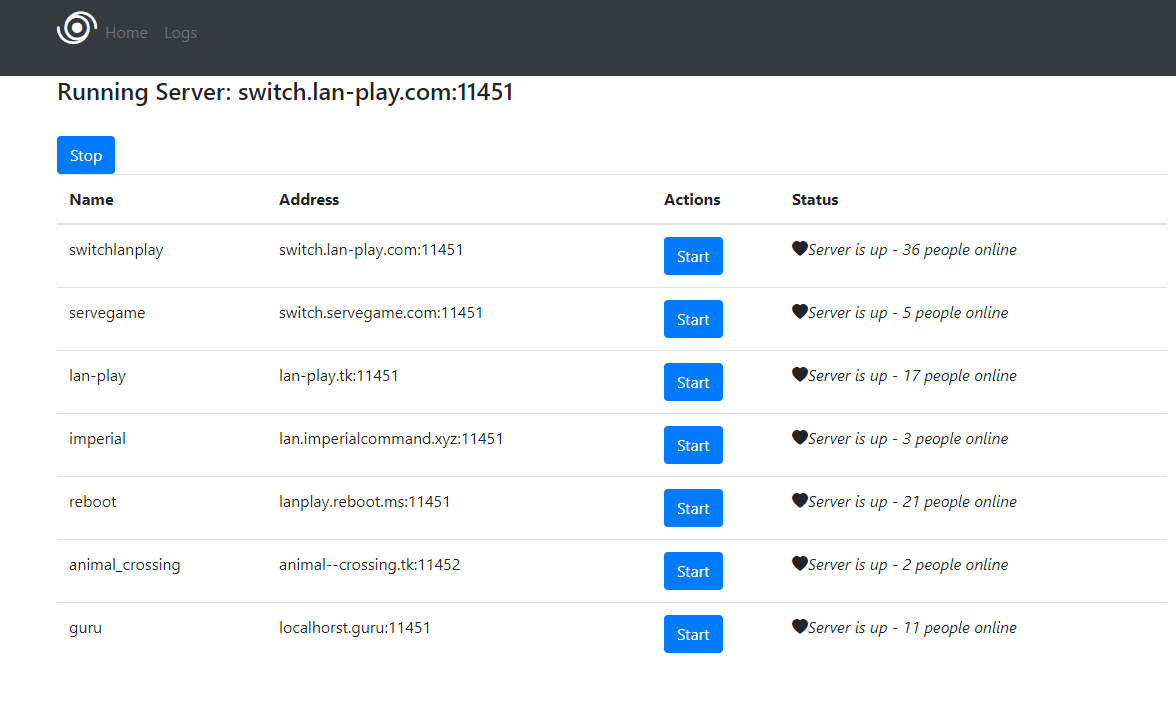 Home Logs
Running Server: switch.lan-play.com:11451
Stop
Name Address Actions Status
switchlanplay switch.lan-play.com:11451 Start Server is up - 36 people online
servegame switch.servegame.com:11451 Start Server is up - 5 people online
lan-play lan-play.tk:11451 Start Server is up - 17 people online
imperial lan.imperialcommand.xyz:11451 Start Server is up - 3 people online
reboot lanplay.reboot.ms:11451 Start Server is up - 21 people online
animal_crossing animal--crossing.tk:11452 Start Server is up - 2 people online
guru localhorst.guru:11451 Start Server is up - 11 people online